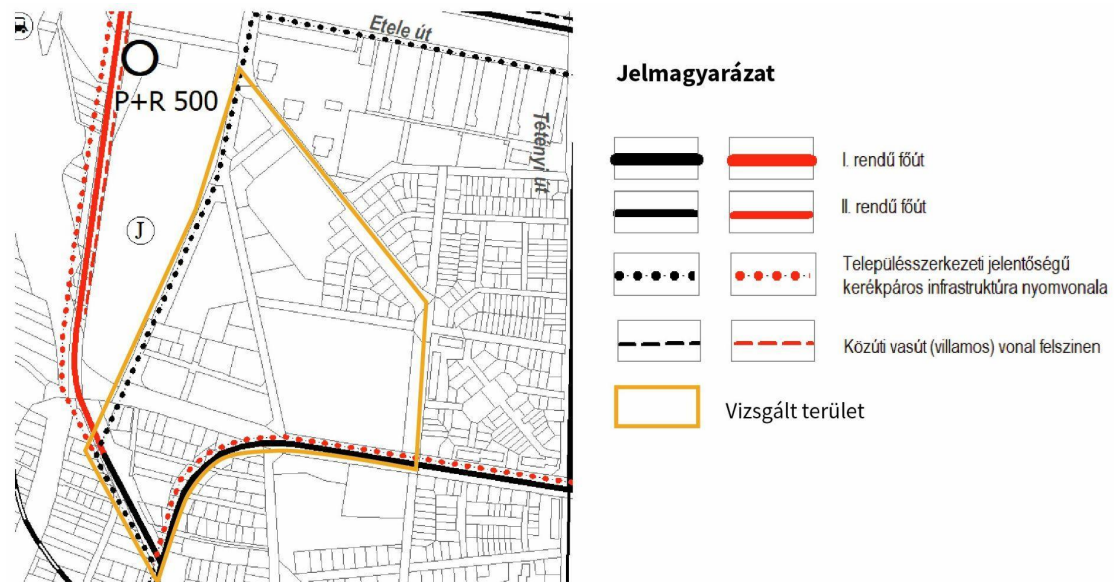 Etele út
P+R 500
Tétényi út
J
Jelmagyarázat
I. rendű főút
II. rendű főút
Településszerkezeti jelentőségű
kerékpáros infrastruktúra nyomvonala
Közúti vasút (villamos) vonal felszinen
Vizsgált terület